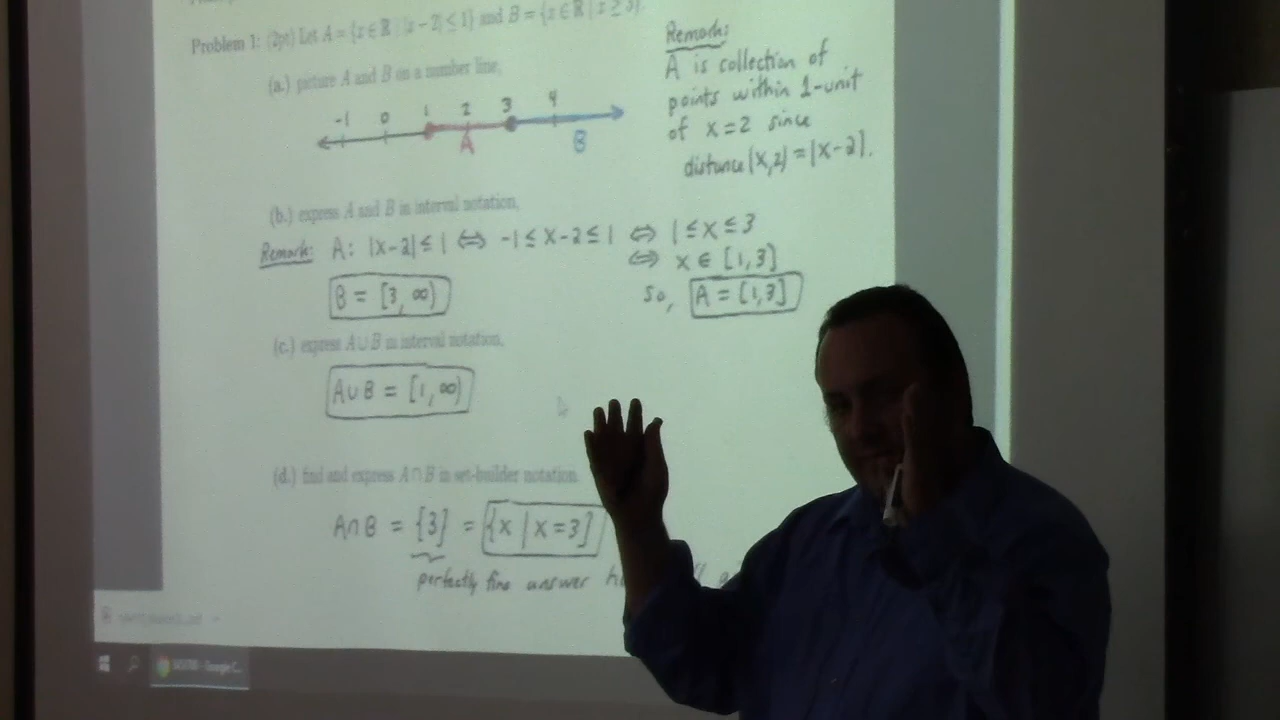 Problem 1: (2pt) Let A = {x ∈ ℝ | |x − 2| ≤ 1} and B = {x ∈ ℝ | x ≥ 3}.
(a.) picture A and B on a number line,
-1 0 1 2 3 4
A B
Remark:
A is collection of
points within 1-unit
of x=2 since
distance(x,2) = |x-2|.
(b.) express A and B in interval notation,
Remark: A: |x-2| ≤ 1 ⇔ -1 ≤ x-2 ≤ 1 ⇔ 1 ≤ x ≤ 3
⇔ x ∈ [1,3]
B = [3, ∞) so, A = [1,3]
(c.) express A∪B in interval notation,
A∪B = [1, ∞)
(d.) find and express A∩B in set-builder notation.
A∩B = {3} = {x | x=3}
perfectly fine answer